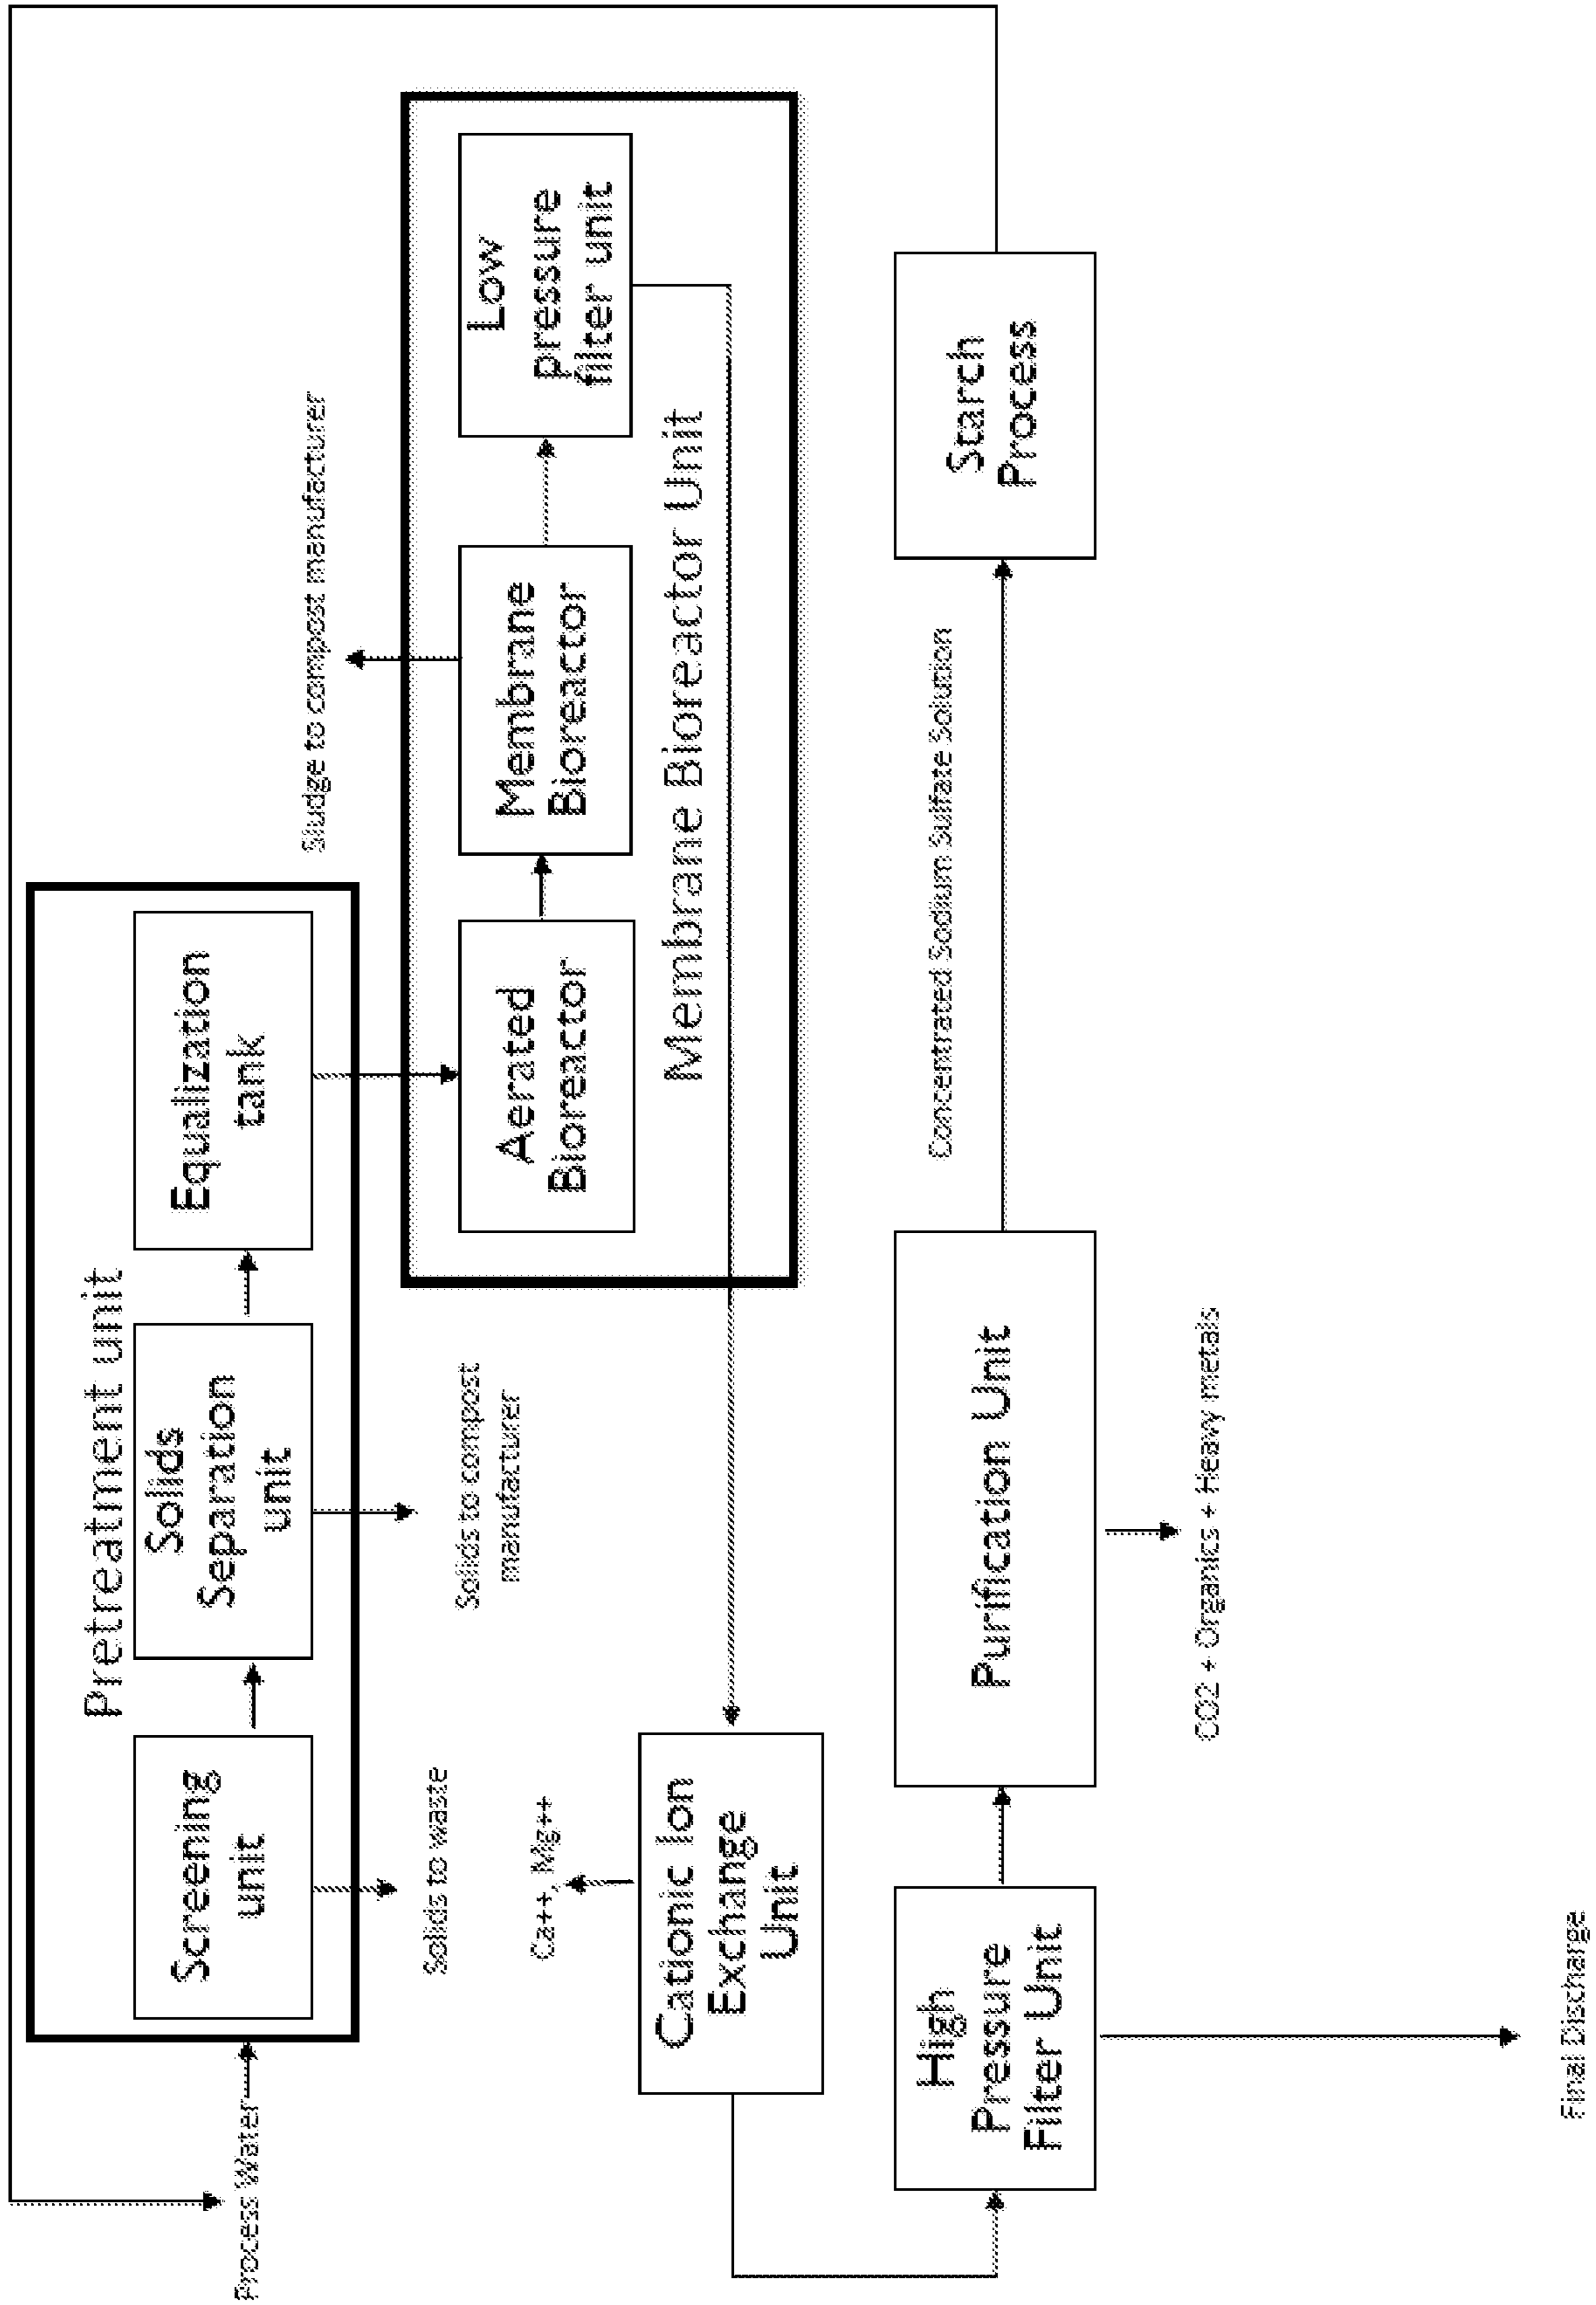 Pretreatment unit
Process Water
Screening
unit
Solids
Separation
unit
Equalization
tank
Solids to waste
Solids to compost
manufacturer
Sludge to compost manufacturer
Aerated
Bioreactor
Membrane
Bioreactor
Low
pressure
filter unit
Membrane Bioreactor Unit
Ca++, Mg++
Cationic Ion
Exchange
Unit
High
Pressure
Filter Unit
Purification Unit
Concentrated Sodium Sulfate Solution
Starch
Process
CO2 + Organics + Heavy metals
Final Discharge